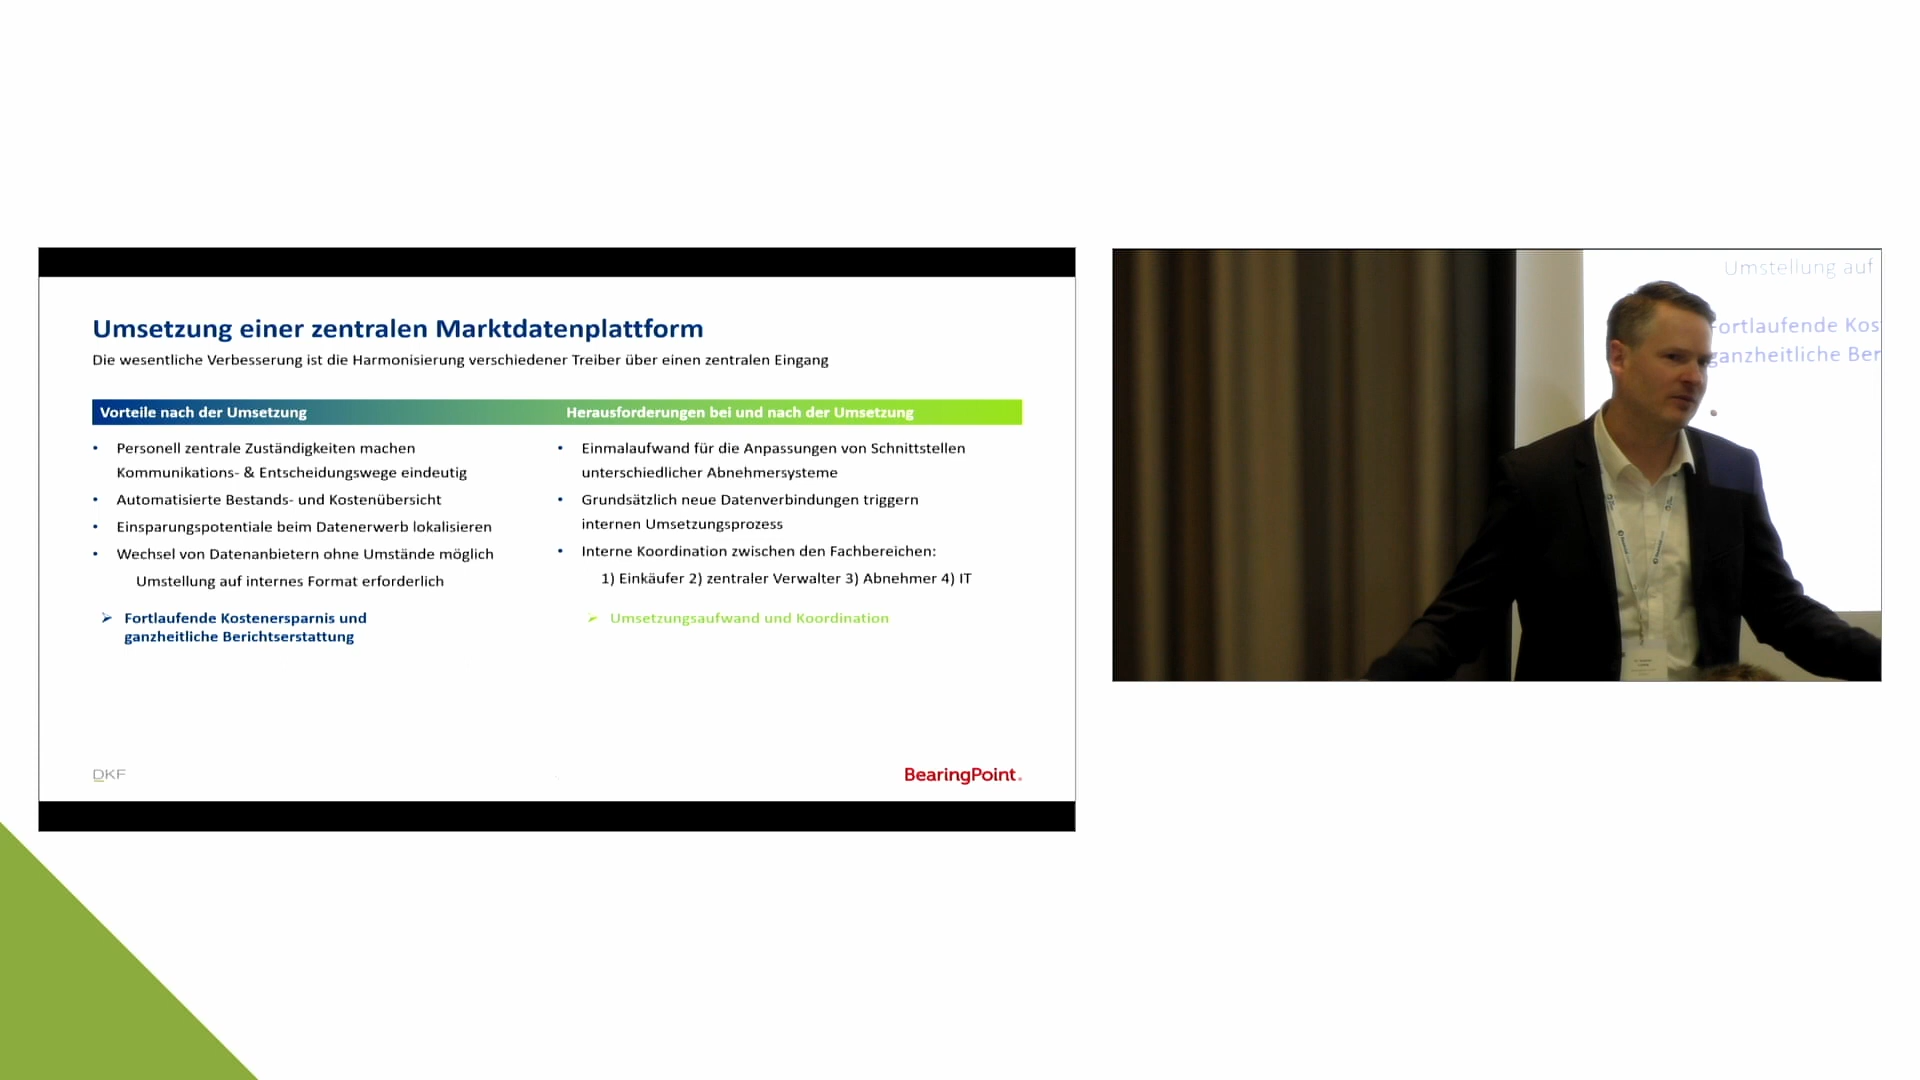 Umsetzung einer zentralen Marktdatenplattform
Die wesentliche Verbesserung ist die Harmonisierung verschiedener Treiber über einen zentralen Eingang
Vorteile nach der Umsetzung
• Personell zentrale Zuständigkeiten machen
Kommunikations- & Entscheidungswege eindeutig
• Automatisierte Bestands- und Kostenübersicht
• Einsparungspotentiale beim Datenerwerb lokalisieren
• Wechsel von Datenanbietern ohne Umstände möglich
Umstellung auf internes Format erforderlich
➢ Fortlaufende Kostenersparnis und
ganzheitliche Berichtserstattung
Herausforderungen bei und nach der Umsetzung
• Einmalaufwand für die Anpassungen von Schnittstellen
unterschiedlicher Abnehmersysteme
• Grundsätzlich neue Datenverbindungen triggern
internen Umsetzungsprozess
• Interne Koordination zwischen den Fachbereichen:
1) Einkäufer 2) zentraler Verwalter 3) Abnehmer 4) IT
➢ Umsetzungsaufwand und Koordination
DKF
BearingPoint.
Umstellung auf
ortlaufende Kos
ganzheitliche Ber